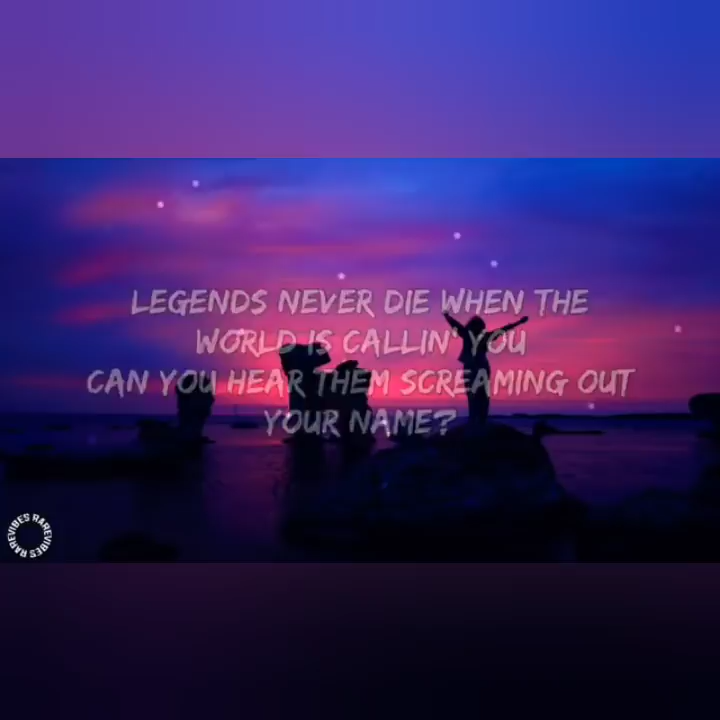 LEGENDS NEVER DIE WHEN THE
WORLD IS CALLIN' YOU
CAN YOU HEAR THEM SCREAMING OUT
YOUR NAME?
RAREVIBES RAREVIBES